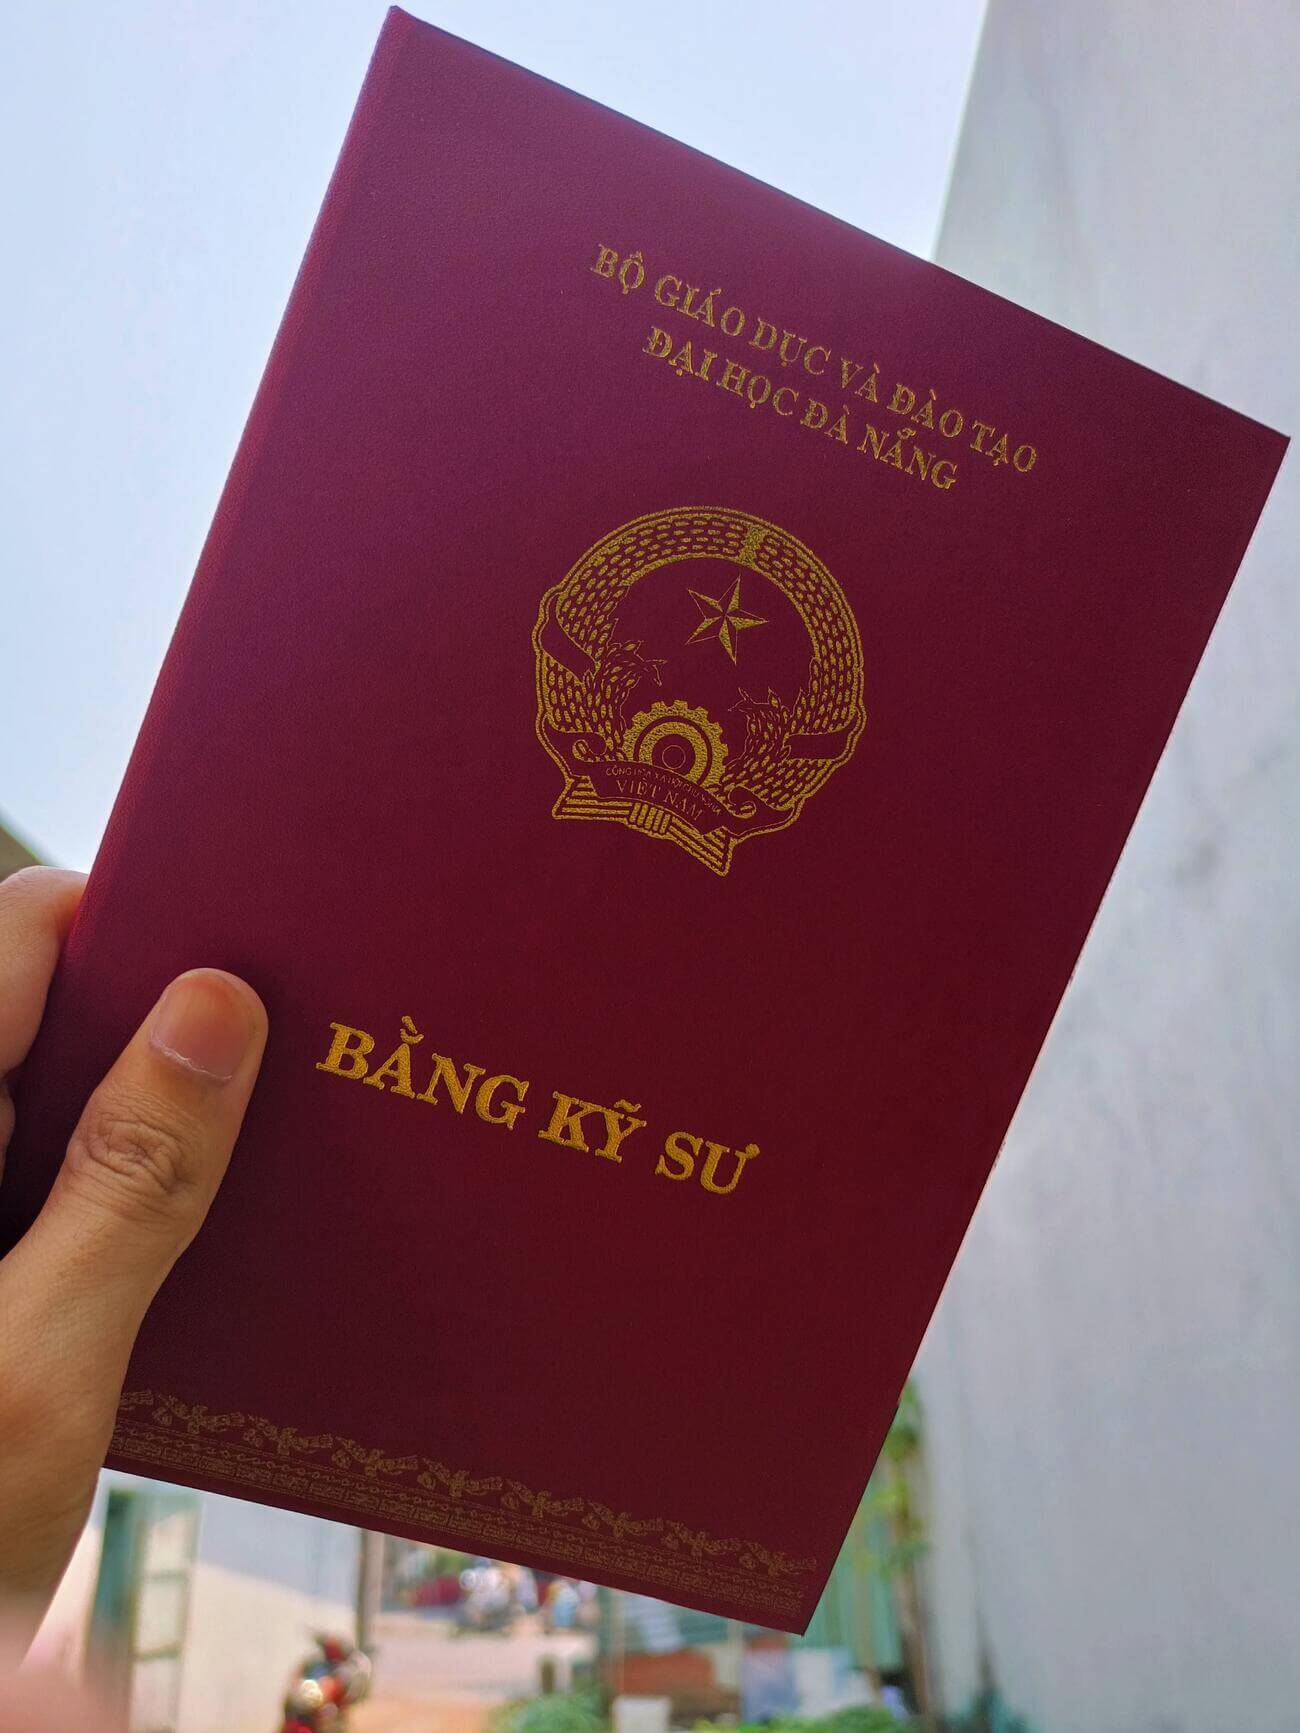 BỘ GIÁO DỤC VÀ ĐÀO TẠO
ĐẠI HỌC ĐÀ NẴNG
CỘNG HÒA XÃ HỘI CHỦ NGHĨA
VIỆT NAM
BẰNG KỸ SƯ